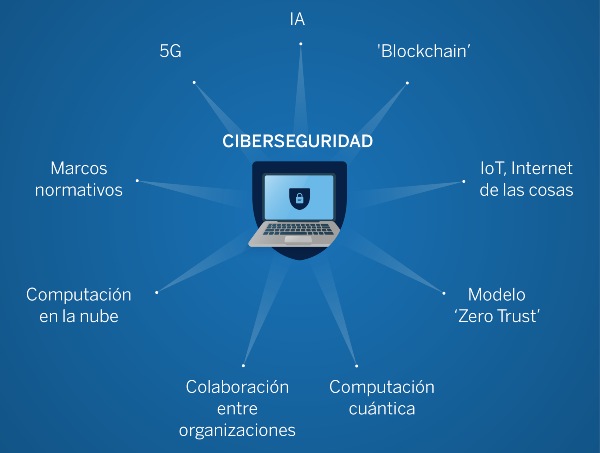 IA
5G
'Blockchain'
CIBERSEGURIDAD
Marcos
normativos
IoT, Internet
de las cosas
Computación
en la nube
Modelo
‘Zero Trust’
Colaboración
entre
organizaciones
Computación
cuántica